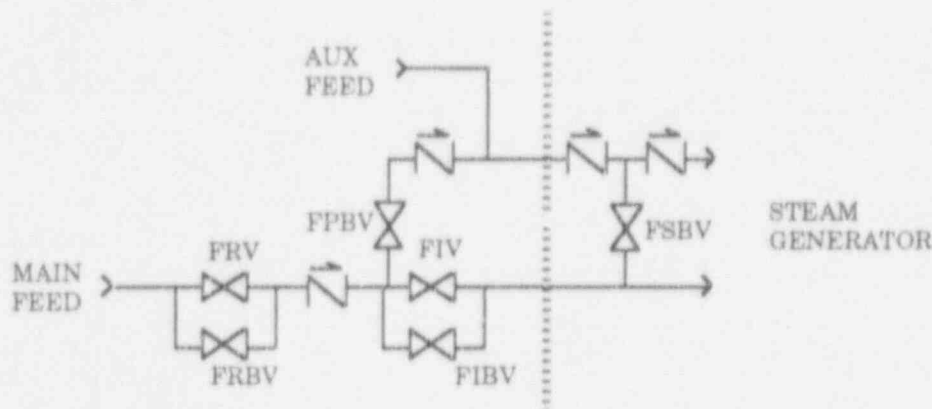 AUX
FEED
FPBV
FSBV
STEAM
GENERATOR
FRV
FIV
MAIN
FEED
FRBV
FIBV